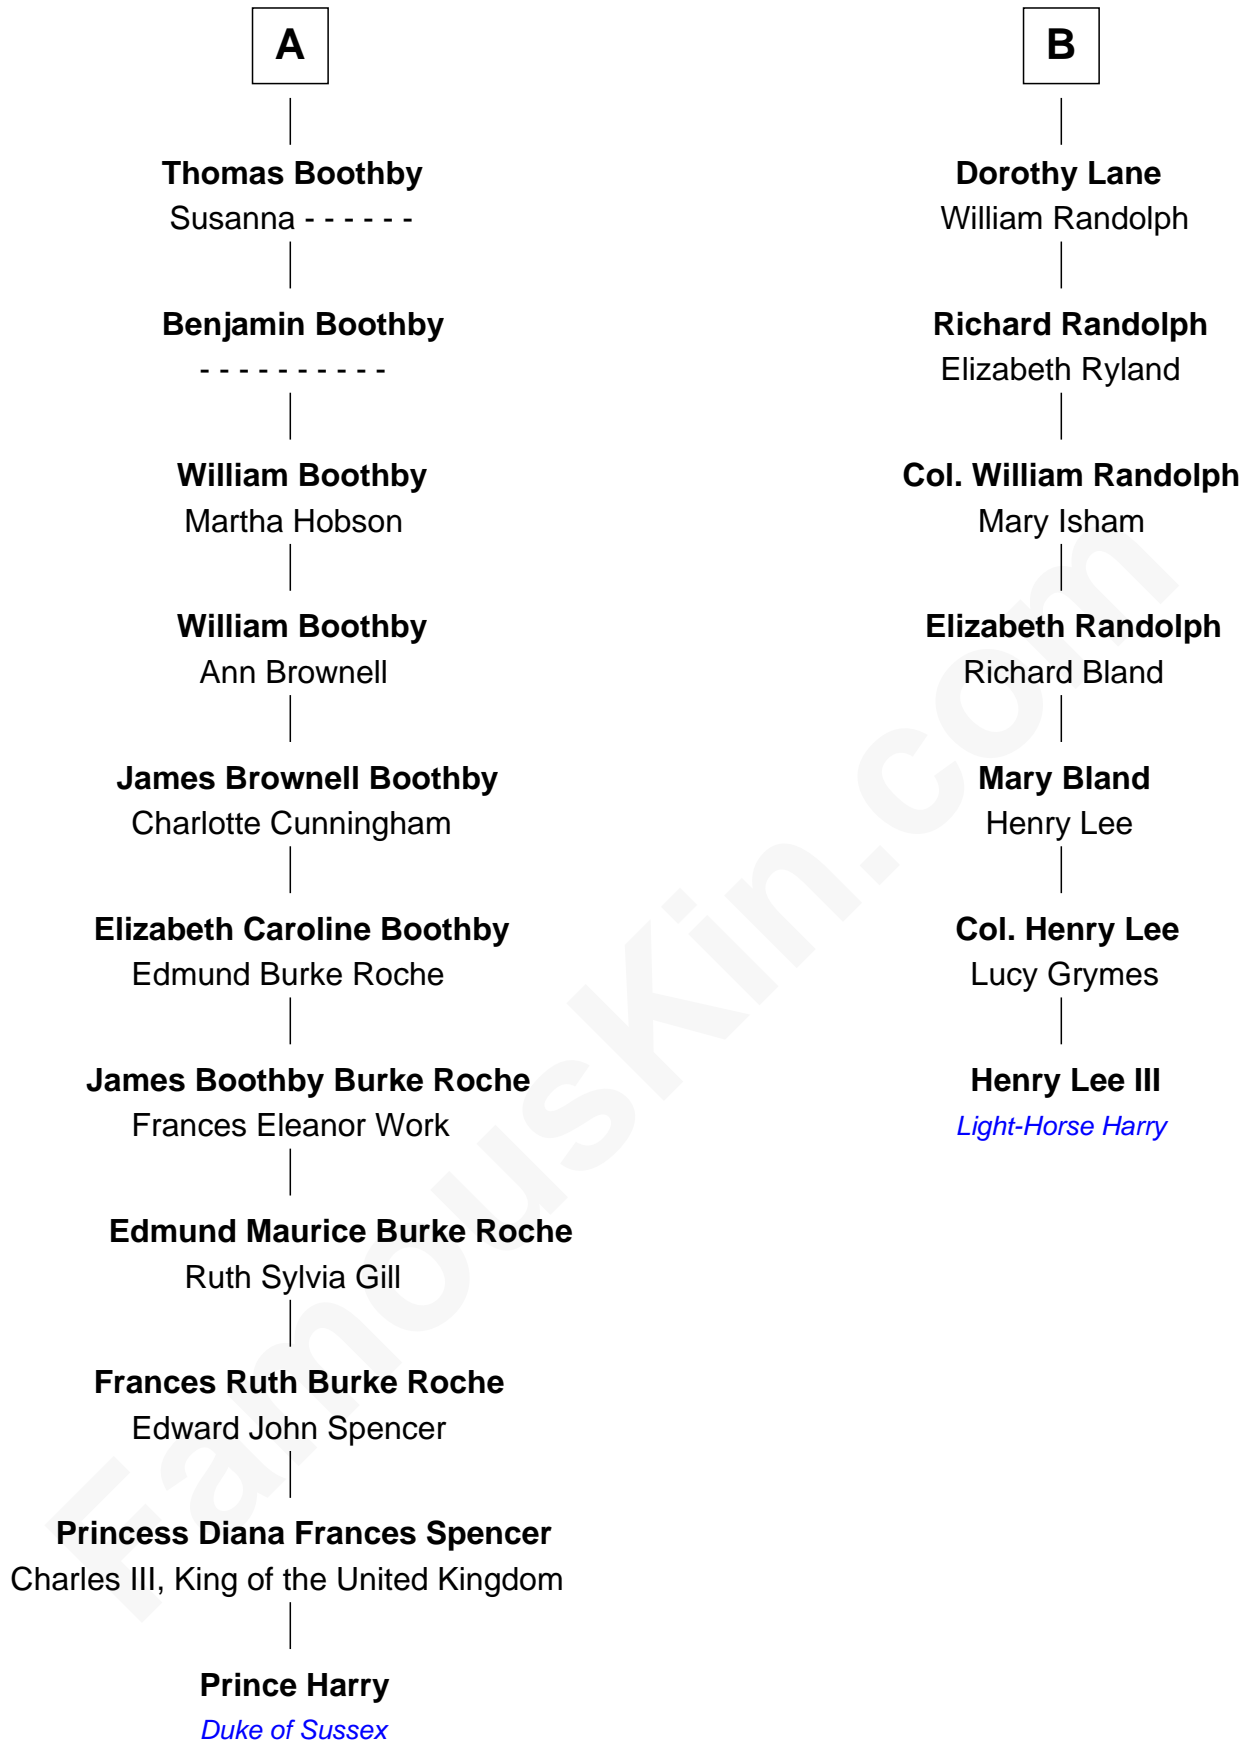 A
Thomas Boothby
Susanna - - - - - -
Benjamin Boothby
- - - - - - - - - -
William Boothby
Martha Hobson
William Boothby
Ann Brownell
James Brownell Boothby
Charlotte Cunningham
Elizabeth Caroline Boothby
Edmund Burke Roche
James Boothby Burke Roche
Frances Eleanor Work
Edmund Maurice Burke Roche
Ruth Sylvia Gill
Frances Ruth Burke Roche
Edward John Spencer
Princess Diana Frances Spencer
Charles III, King of the United Kingdom
Prince Harry
Duke of Sussex
B
Dorothy Lane
William Randolph
Richard Randolph
Elizabeth Ryland
Col. William Randolph
Mary Isham
Elizabeth Randolph
Richard Bland
Mary Bland
Henry Lee
Col. Henry Lee
Lucy Grymes
Henry Lee III
Light-Horse Harry
FamousKin.com